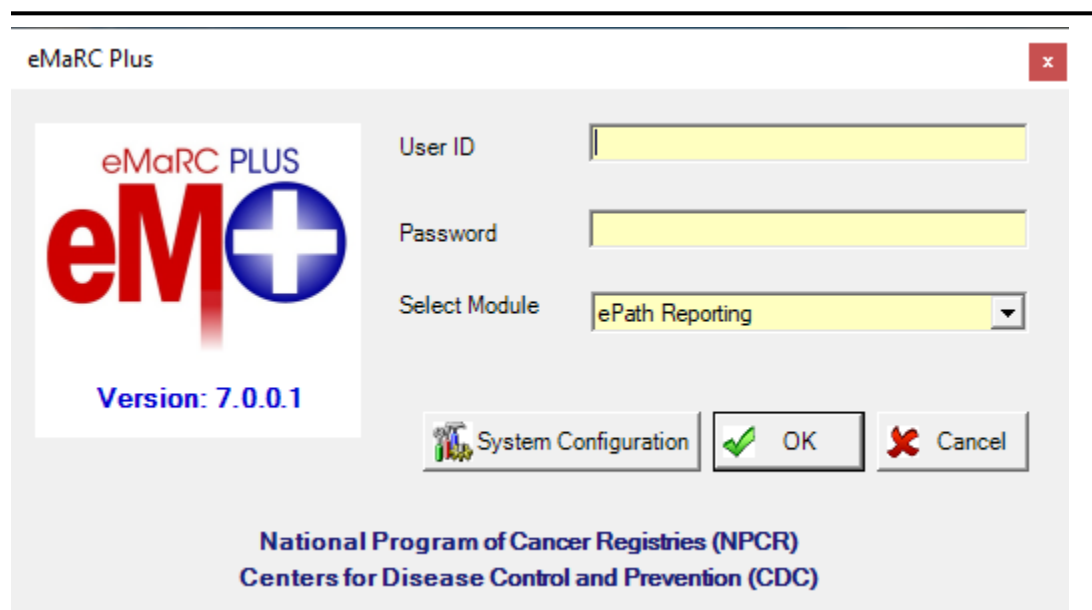 eMaRC Plus
x
eMaRC PLUS
eM
Version: 7.0.0.1
User ID
Password
Select Module
ePath Reporting
System Configuration
OK
Cancel
National Program of Cancer Registries (NPCR)
Centers for Disease Control and Prevention (CDC)